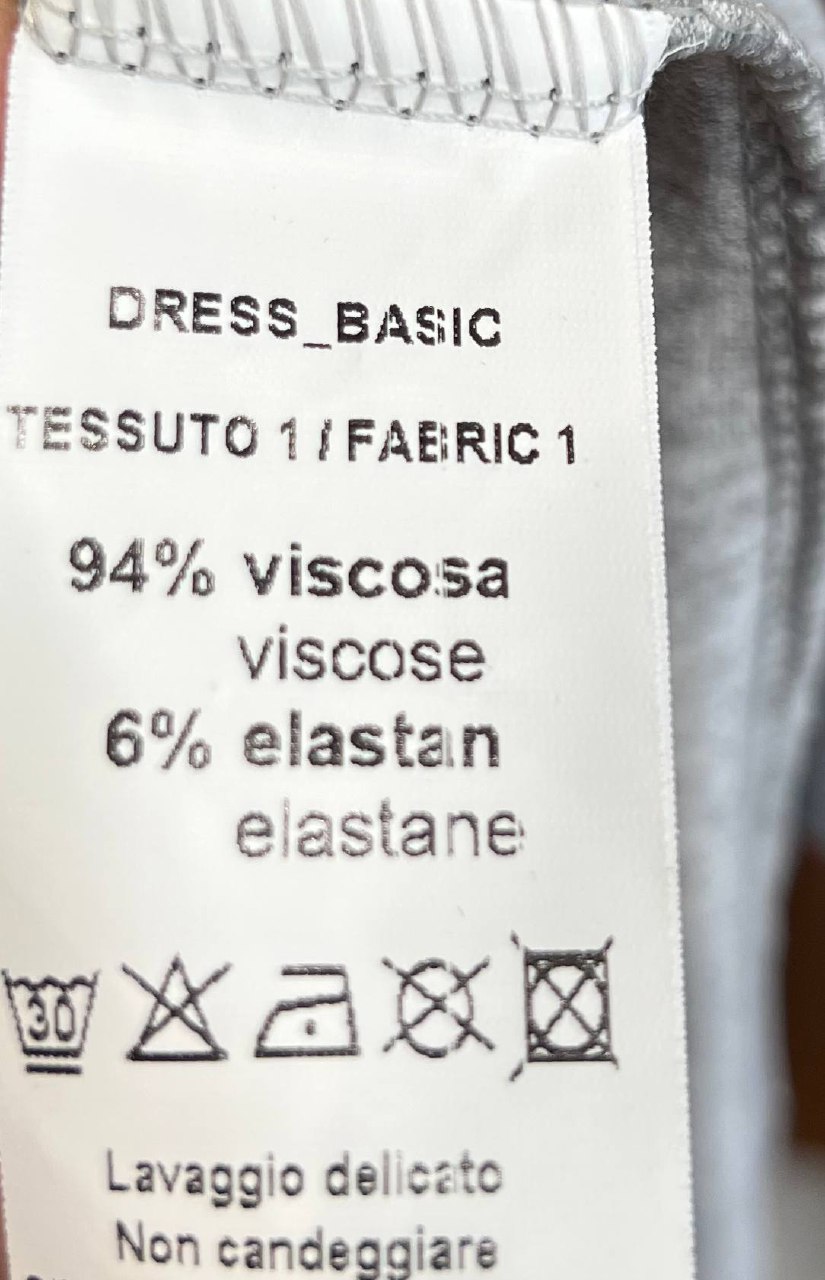 DRESS_BASIC
TESSUTO 1 / FABRIC 1
94% viscosa
viscose
6% elastan
elastane
30
Lavaggio delicato
Non candeggiare